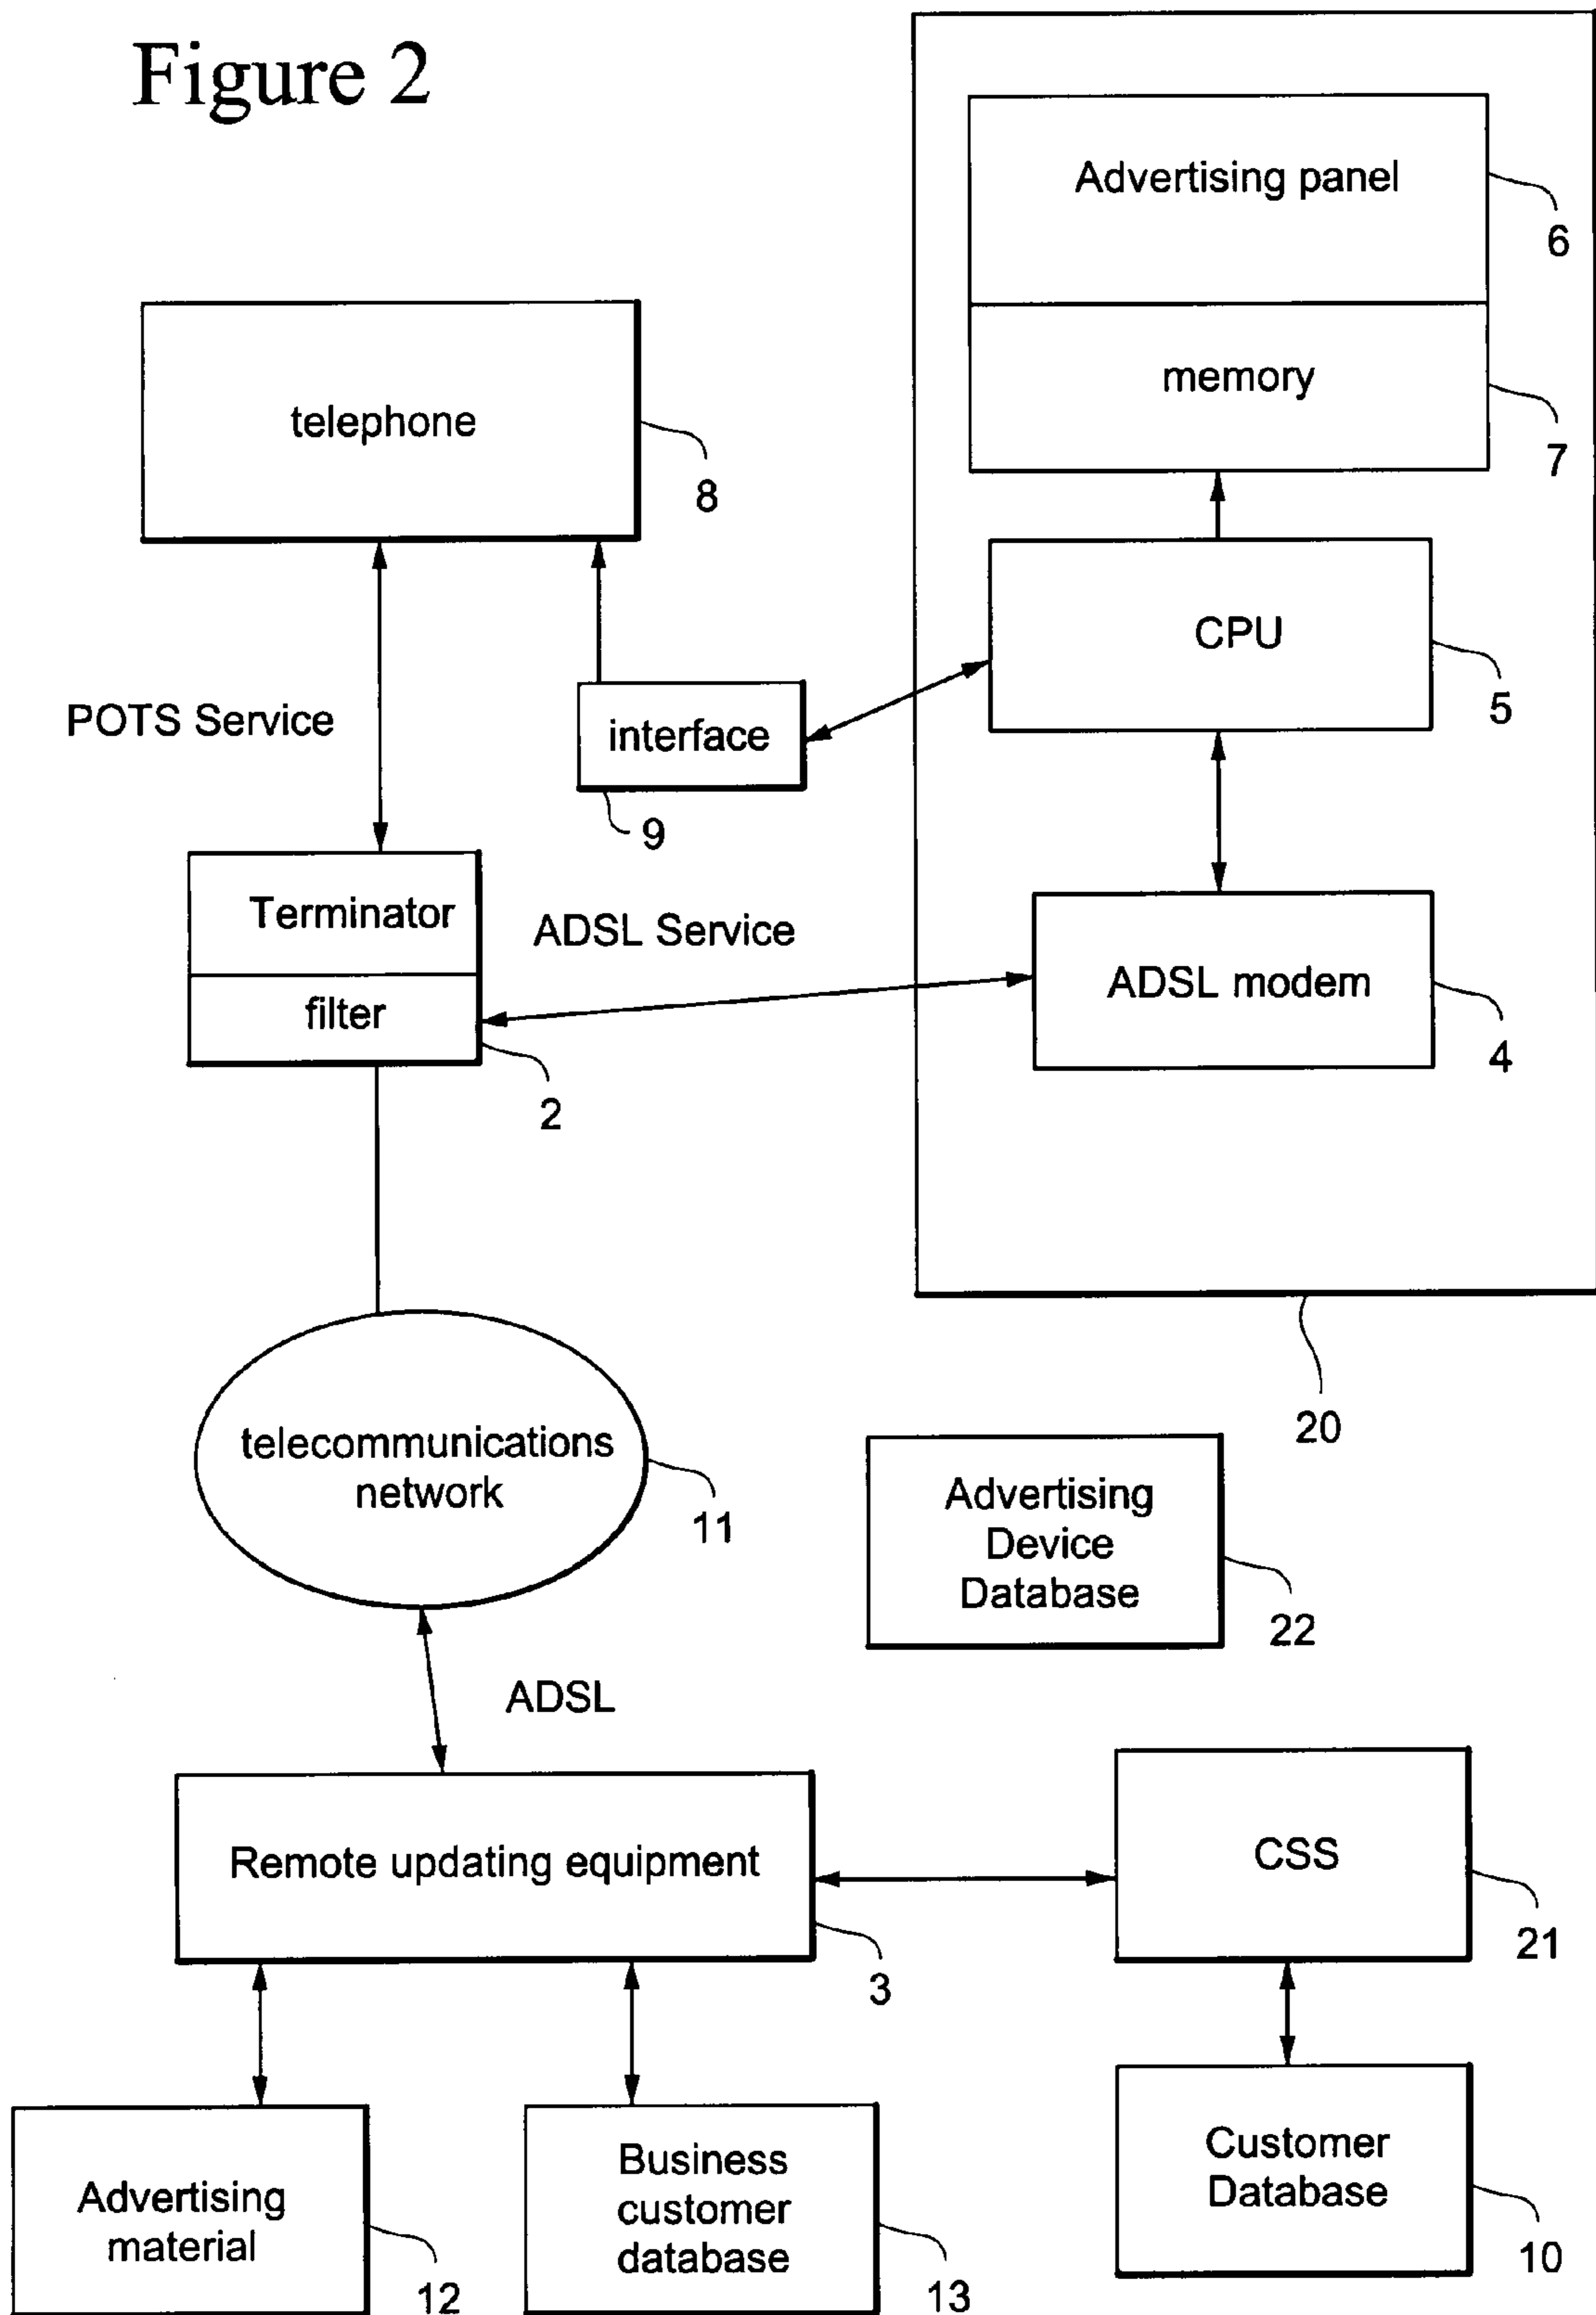 Figure 2
Advertising panel
6
memory
7
telephone
8
CPU
5
POTS Service
interface
9
Terminator
filter
2
ADSL Service
ADSL modem
4
20
telecommunications
network
11
Advertising
Device
Database
22
ADSL
Remote updating equipment
3
CSS
21
Advertising
material
12
Business
customer
database
13
Customer
Database
10